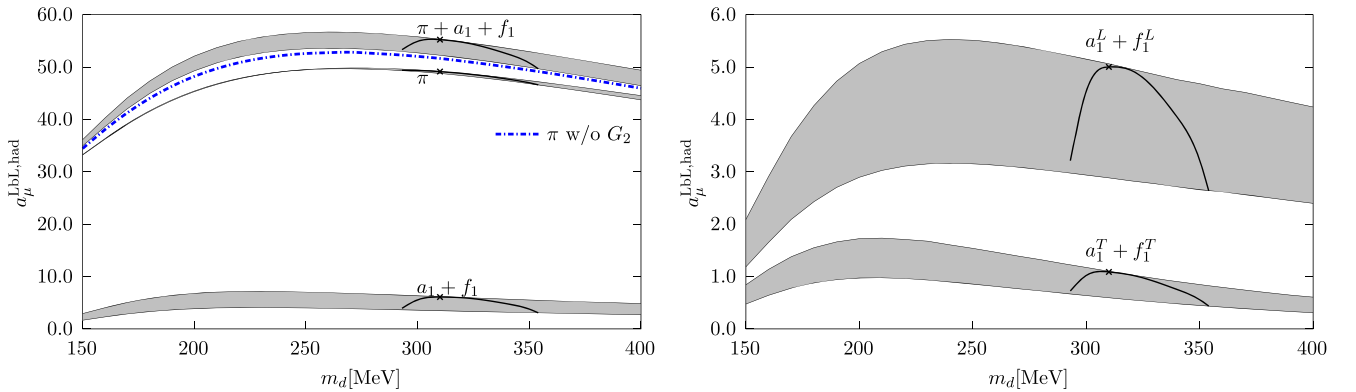 60.0
50.0
40.0
30.0
20.0
10.0
0.0
150 200 250 300 350 400
m_d[MeV]
a_μ^{LbL,had}
π + a_1 + f_1
π
π w/o G_2
a_1 + f_1
6.0
5.0
4.0
3.0
2.0
1.0
0.0
150 200 250 300 350 400
m_d[MeV]
a_μ^{LbL,had}
a_1^L + f_1^L
a_1^T + f_1^T